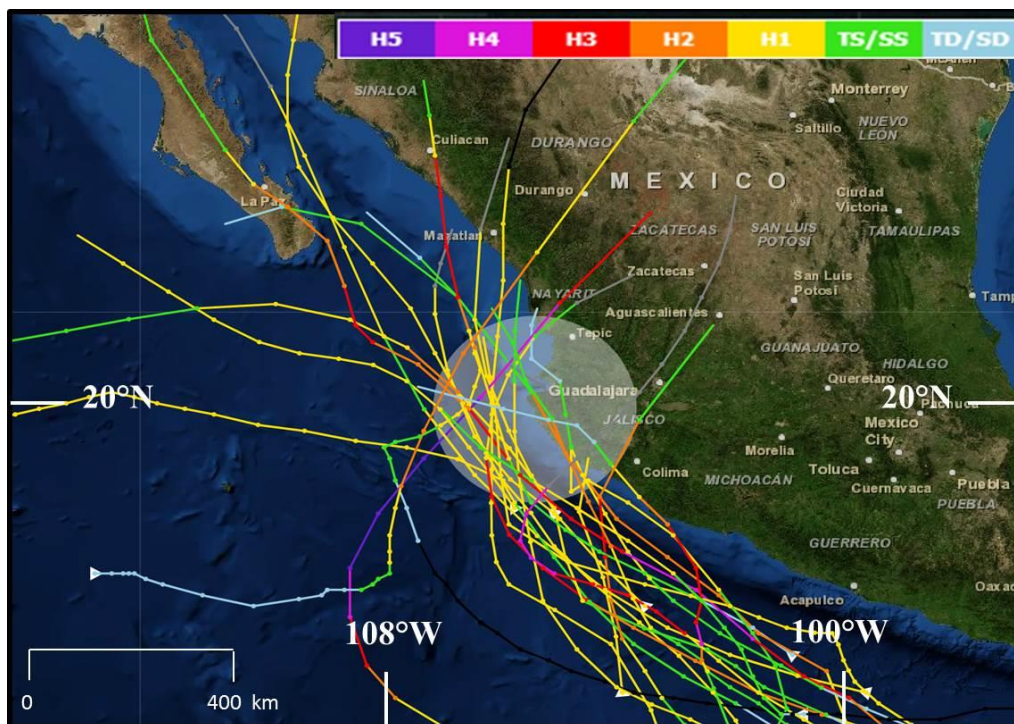 H5 H4 H3 H2 H1 TS/SS TD/SD
McAllen
Monterrey
SINALOA
NUEVO
LEÓN
Saltillo
Culiacan
DURANGO
Durango
MEXICO
Ciudad
Victoria
La Paz
Mazatlan
ZACATECAS
SAN LUIS
POTOSÍ
TAMAULIPAS
Zacatecas
San Luis
Potosi
NAYARIT
Tamp
Aguascalientes
Tepic
GUANAJUATO
HIDALGO
Guadalajara
Queretaro
20°N
20°N
Pachuca
JALISCO
Mexico
City
Morelia
Colima
Toluca
MICHOACÁN
Cuernavaca
Puebla
PUEBLA
GUERRERO
Acapulco
Oaxa
108°W
100°W
0 400 km